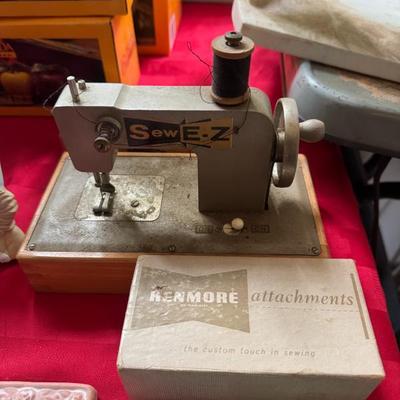 SewE-Z
KENMORE attachments
the custom touch in sewing